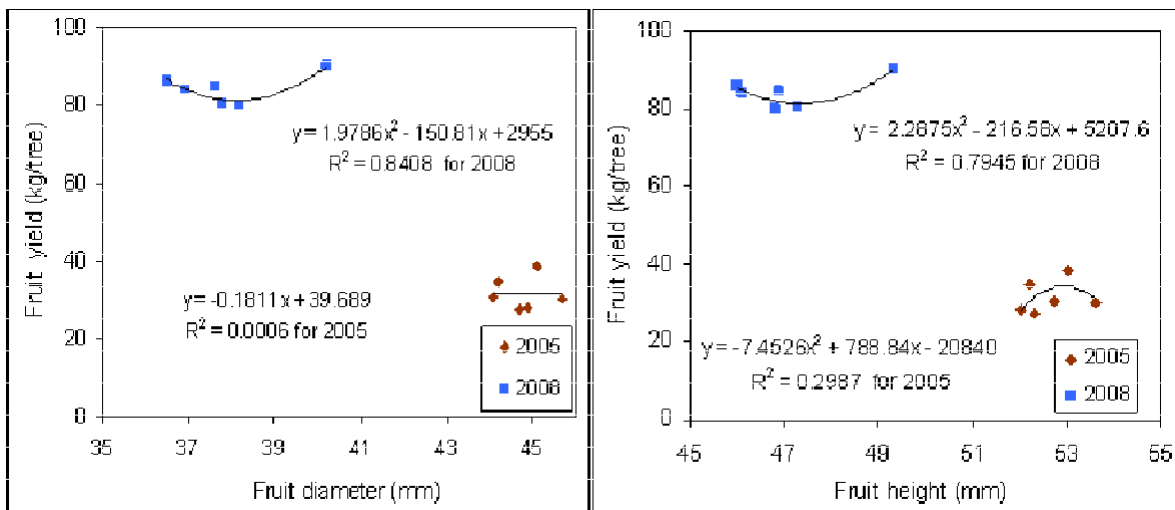 100
80
60
40
20
0
Fruit yield (kg/tree)
y = 1.9786x² - 150.81x + 2955
R² = 0.8408 for 2008
y = -0.1811x + 39.689
R² = 0.0006 for 2005
2005
2008
35 37 39 41 43 45
Fruit diameter (mm)
100
80
60
40
20
0
Fruit yield (kg/tree)
y = 2.2875x² - 216.58x + 5207.6
R² = 0.7945 for 2008
y = -7.4526x² + 788.84x - 20840
R² = 0.2987 for 2005
2005
2008
45 47 49 51 53 55
Fruit height (mm)